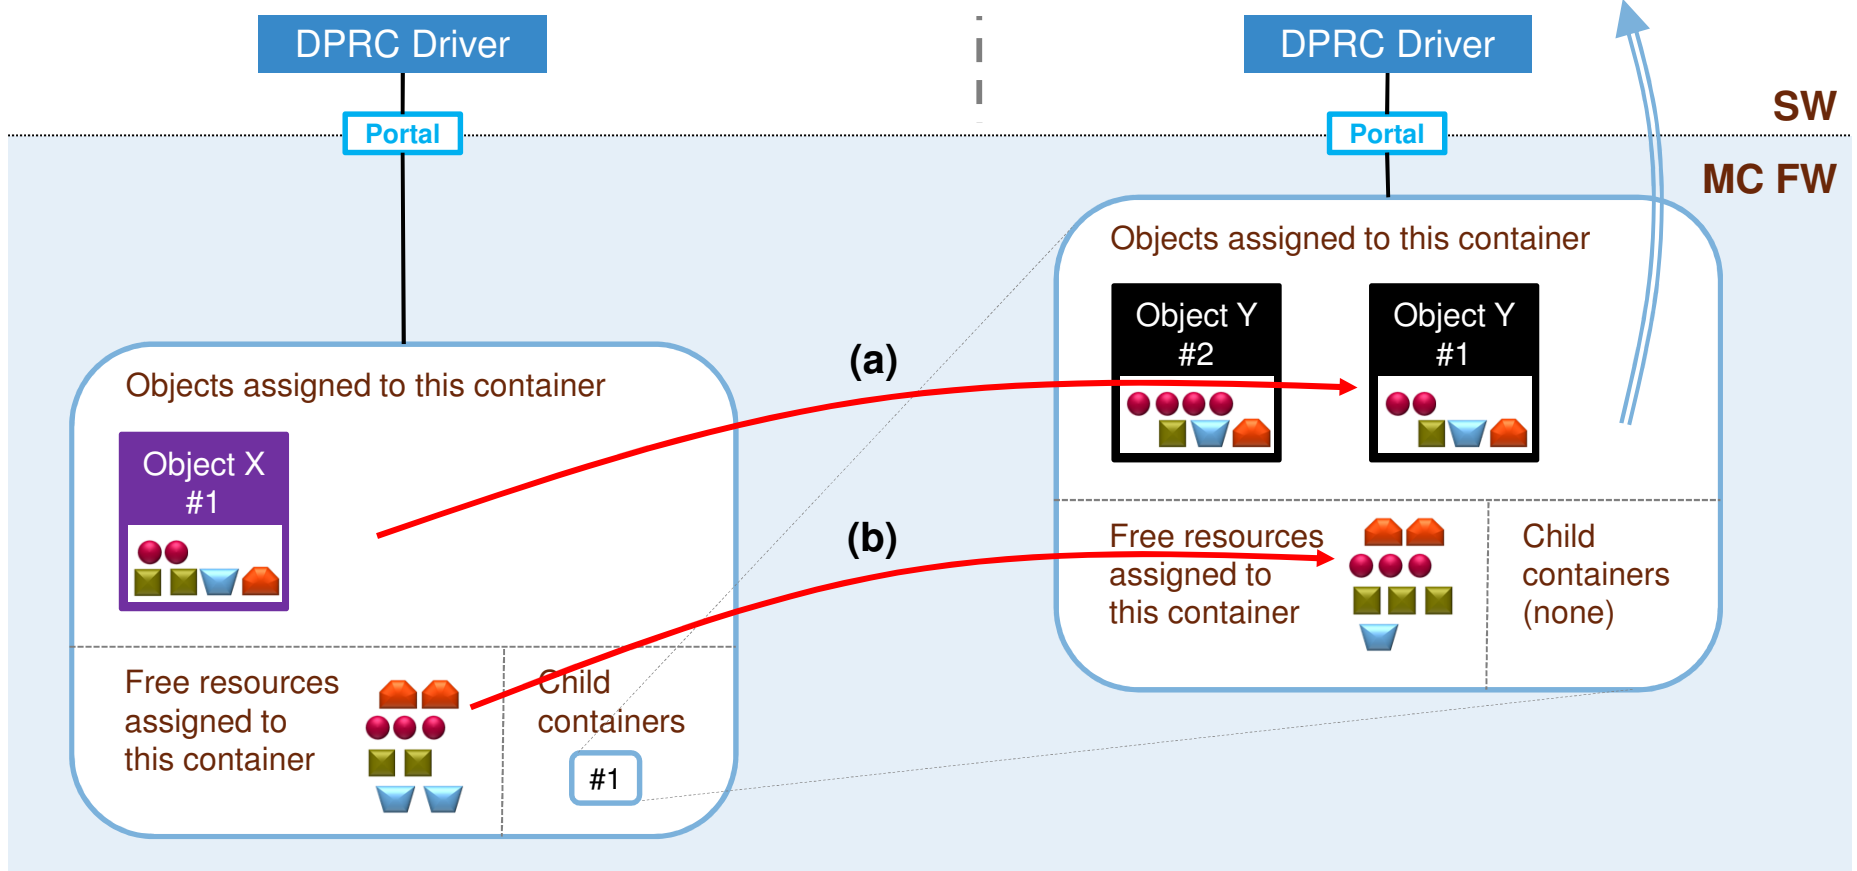 DPRC Driver
DPRC Driver
SW
Portal
Portal
MC FW
Objects assigned to this container
Object Y
#2
Object Y
#1
(a)
Objects assigned to this container
Object X
#1
(b)
Free resources
assigned to
this container
Child
containers
(none)
Free resources
assigned to
this container
Child
containers
#1